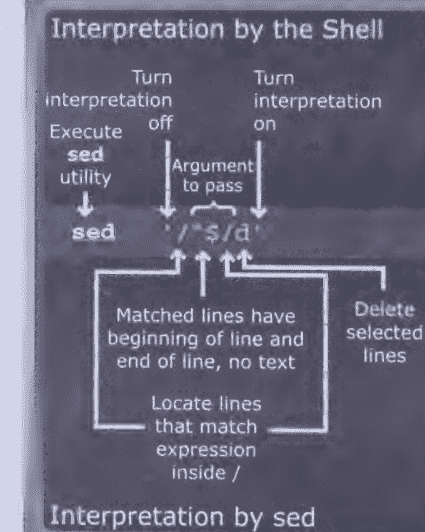 Interpretation by the Shell
Turn
interpretation
off
Turn
interpretation
on
Execute
sed
utility
Argument
to pass
sed '/^$/d'
Matched lines have
beginning of line and
end of line, no text
Delete
selected
lines
Locate lines
that match
expression
inside /
Interpretation by sed